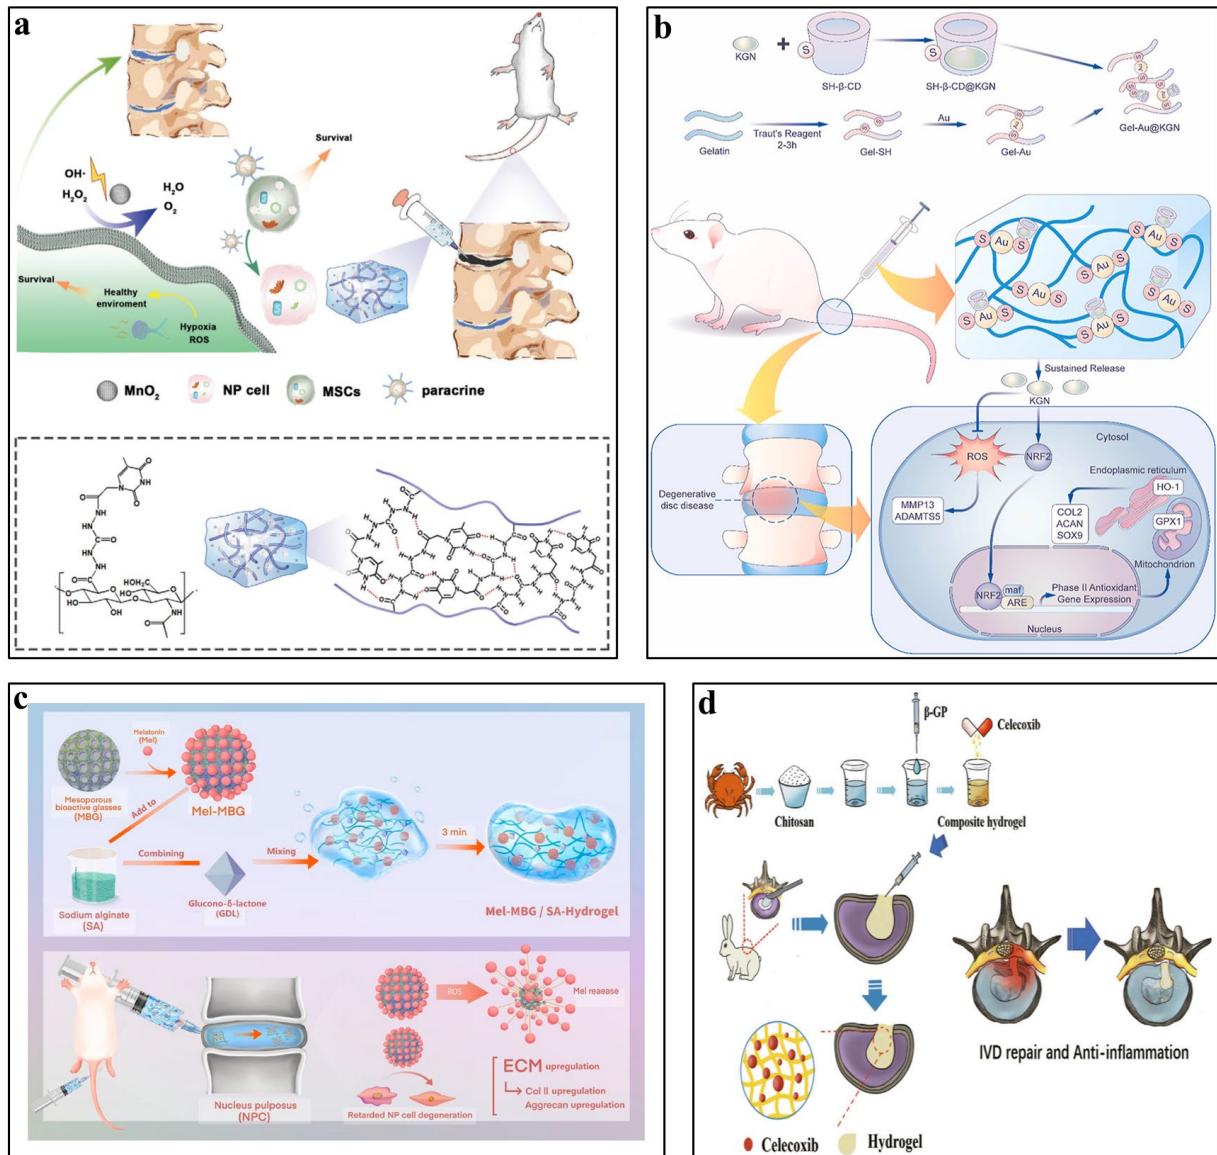 a
OH·
H₂O₂
H₂O
O₂
Survival
Survival
Healthy
enviroment
Hypoxia
ROS
MnO₂
NP cell
MSCs
paracrine
b
KGN
S
SH-β-CD
S
SH-β-CD@KGN
Gel-Au@KGN
Gelatin
Traut's Reagent
2-3h
Gel-SH
Au
Gel-Au
Sustained Release
KGN
Cytosol
ROS
NRF2
Endoplasmic reticulum
HO-1
MMP13
ADAMTS5
COL2
ACAN
SOX9
GPX1
Mitochondrion
Degenerative
disc disease
NRF2
maf
ARE
Phase II Antioxidant
Gene Expression
Nucleus
c
Melatonin
(Mel)
Mesoporous
bioactive glasses
(MBG)
Mel-MBG
Add to
Combining
Mixing
3 min
Sodium alginate
(SA)
Glucono-δ-lactone
(GDL)
Mel-MBG / SA-Hydrogel
ROS
Mel reaease
Nucleus pulposus
(NPC)
Retarded NP cell degeneration
ECM upregulation
Col II upregulation
Aggrecan upregulation
d
β-GP
Celecoxib
Chitosan
Composite hydrogel
IVD repair and Anti-inflammation
Celecoxib
Hydrogel